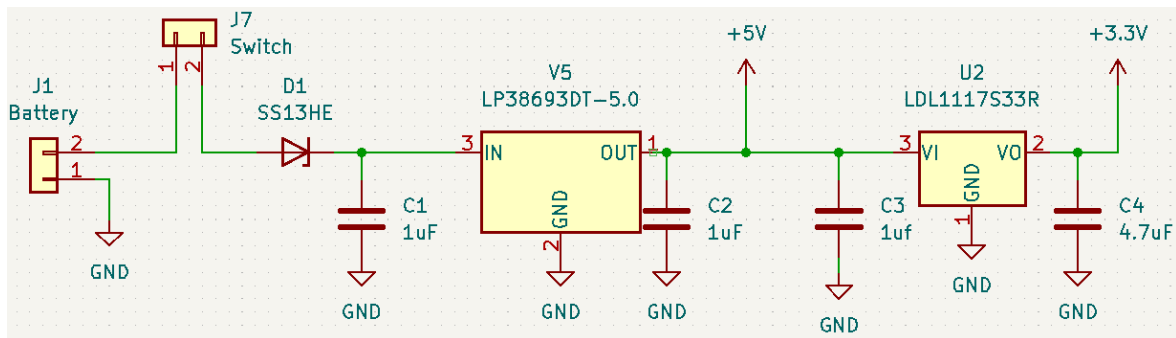 J7
Switch
1
2
J1
Battery
2
1
GND
D1
SS13HE
C1
1uF
GND
V5
LP38693DT-5.0
3
IN
OUT
1
GND
2
GND
C2
1uF
GND
+5V
C3
1uf
GND
U2
LDL1117S33R
3
VI
VO
2
GND
1
GND
+3.3V
C4
4.7uF
GND